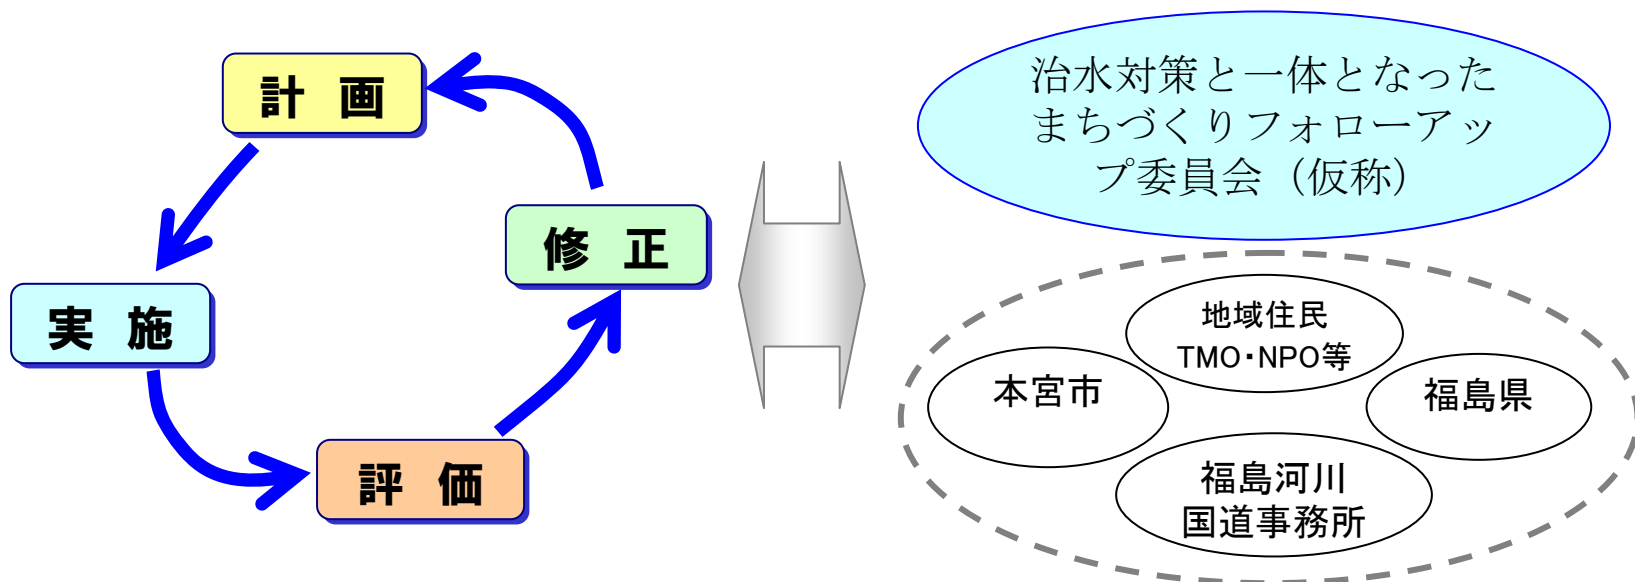 計 画
修 正
実 施
評 価
治水対策と一体となった
まちづくりフォローアッ
プ委員会（仮称）
地域住民
TMO・NPO等
本宮市
福島県
福島河川
国道事務所